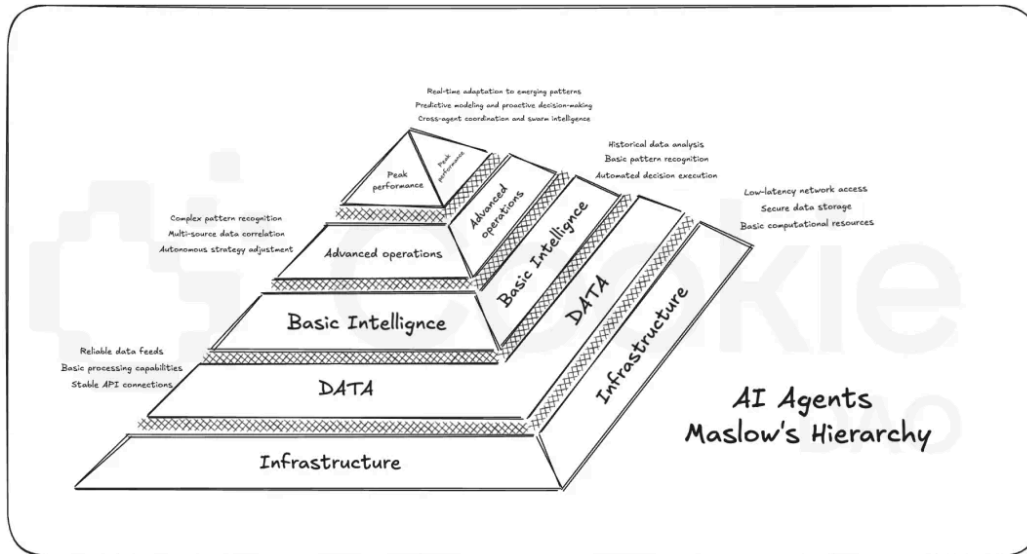 Real-time adaptation to emerging patterns
Predictive modeling and proactive decision-making
Cross-agent coordination and swarm intelligence
Historical data analysis
Basic pattern recognition
Automated decision execution
Low-latency network access
Secure data storage
Basic computational resources
Complex pattern recognition
Multi-source data correlation
Autonomous strategy adjustment
Reliable data feeds
Basic processing capabilities
Stable API connections
Peak
performance
Peak
performance
Advanced operations
Advanced
operations
Basic Intellignce
Basic Intellignce
DATA
DATA
Infrastructure
Infrastructure
AI Agents
Maslow's Hierarchy
Cookie
DAO